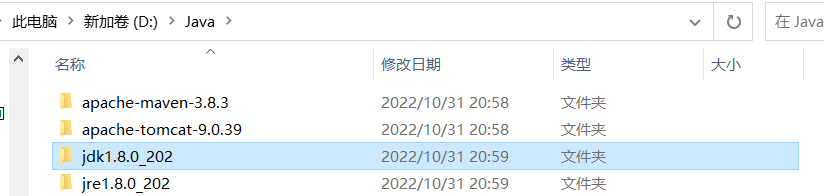 此电脑 > 新加卷 (D:) > Java >
在 Java
名称 修改日期 类型 大小
apache-maven-3.8.3 2022/10/31 20:58 文件夹
apache-tomcat-9.0.39 2022/10/31 20:58 文件夹
jdk1.8.0_202 2022/10/31 20:59 文件夹
jre1.8.0_202 2022/10/31 20:59 文件夹